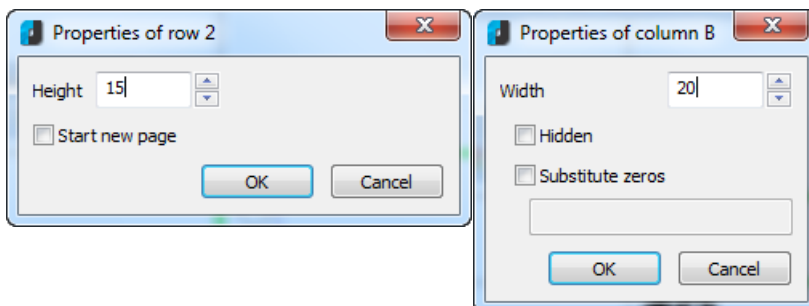 Properties of row 2
Height 15
Start new page
OK Cancel
Properties of column B
Width 20
Hidden
Substitute zeros
OK Cancel